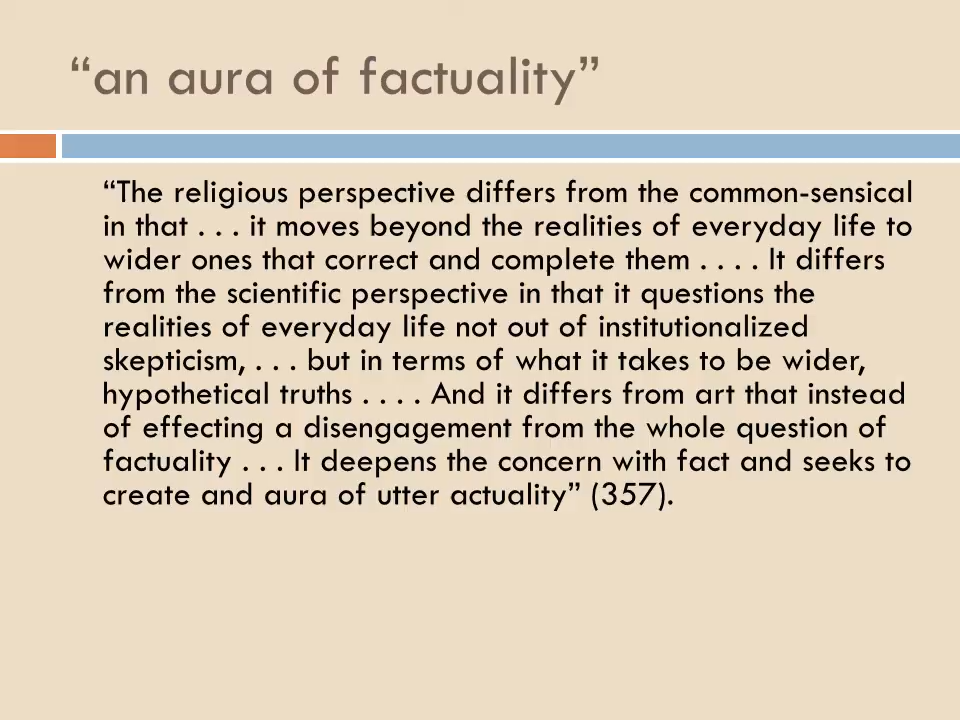 “an aura of factuality”
“The religious perspective differs from the common-sensical
in that . . . it moves beyond the realities of everyday life to
wider ones that correct and complete them . . . . It differs
from the scientific perspective in that it questions the
realities of everyday life not out of institutionalized
skepticism, . . . but in terms of what it takes to be wider,
hypothetical truths . . . . And it differs from art that instead
of effecting a disengagement from the whole question of
factuality . . . It deepens the concern with fact and seeks to
create and aura of utter actuality” (357).